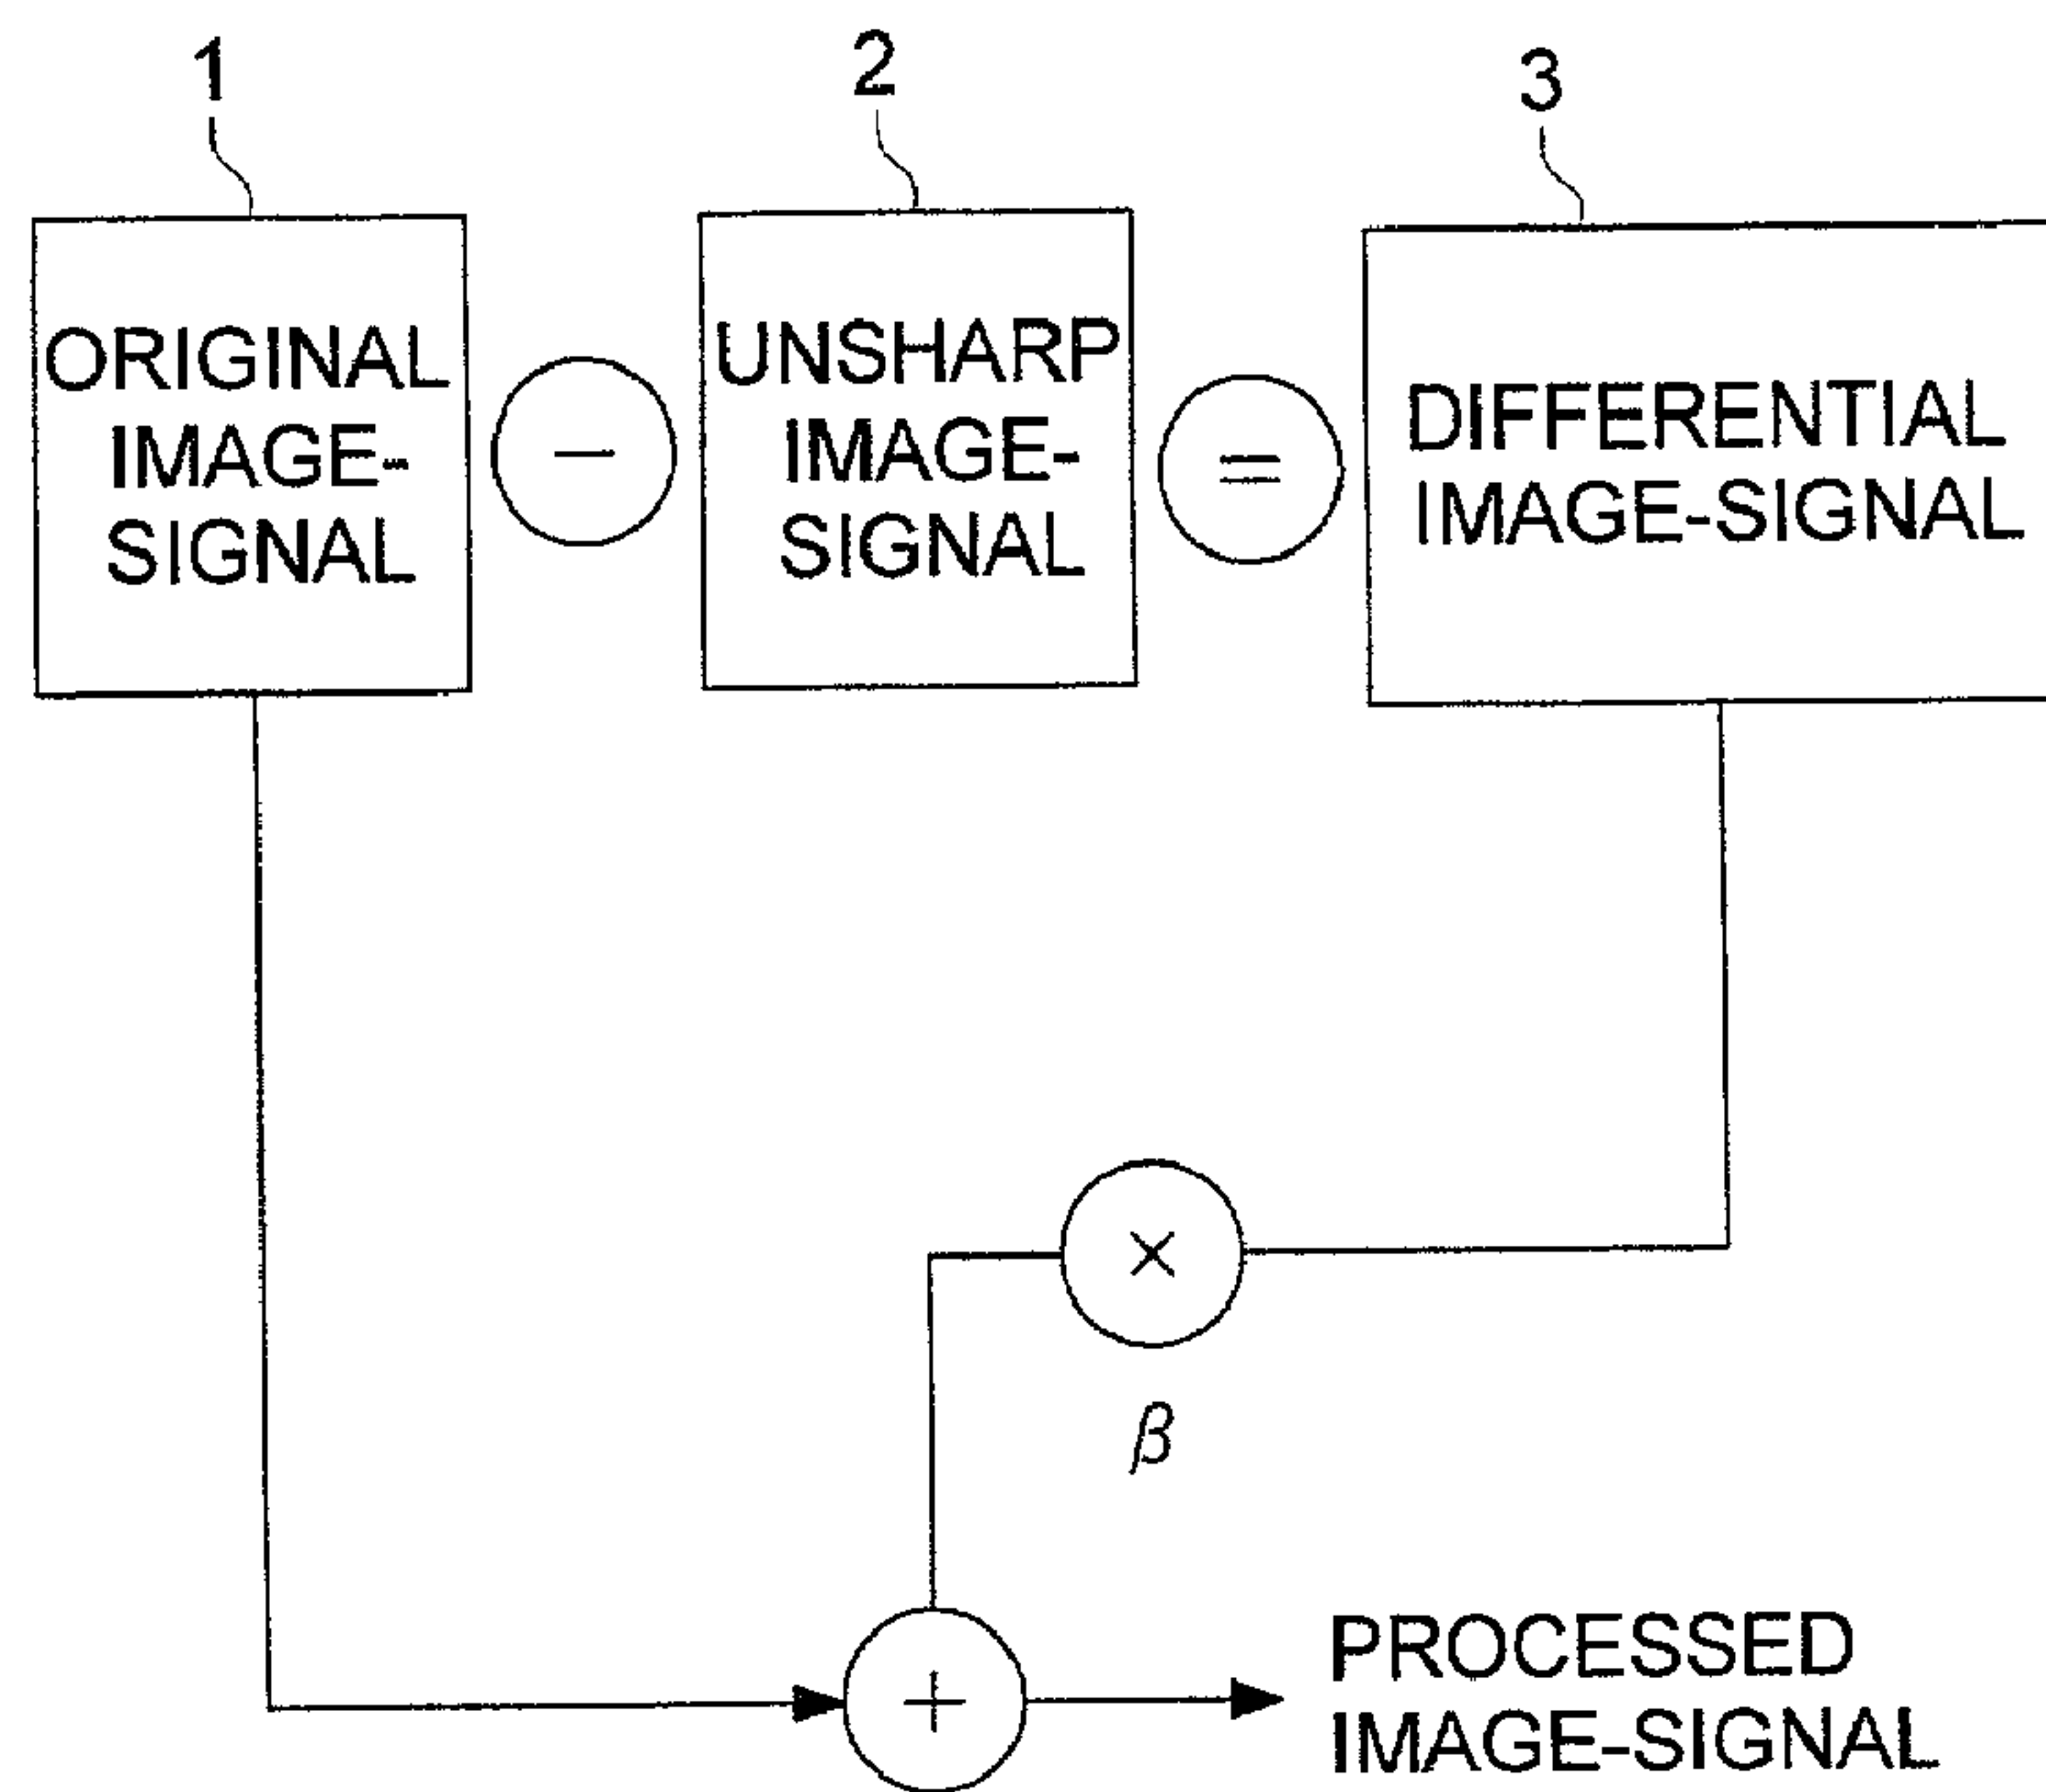 1
2
3
ORIGINAL
IMAGE-
SIGNAL
−
UNSHARP
IMAGE-
SIGNAL
=
DIFFERENTIAL
IMAGE-SIGNAL
×
β
+
PROCESSED
IMAGE-SIGNAL